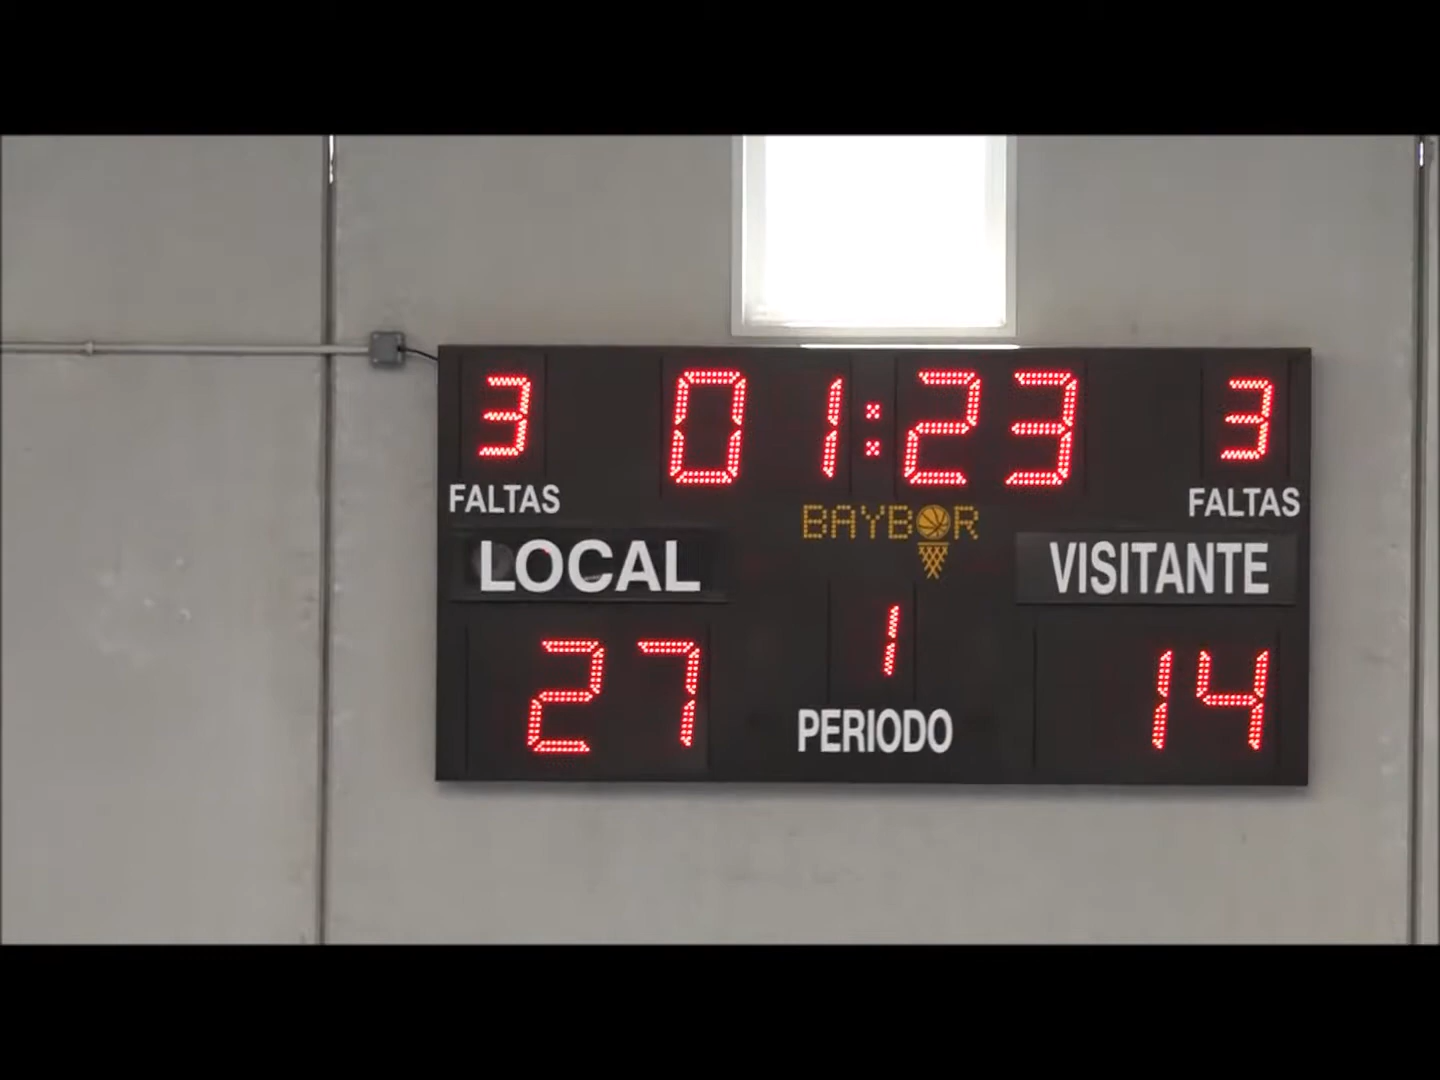 3 01:23 3
FALTAS BAYBOR FALTAS
LOCAL VISITANTE
27 1 14
PERIODO